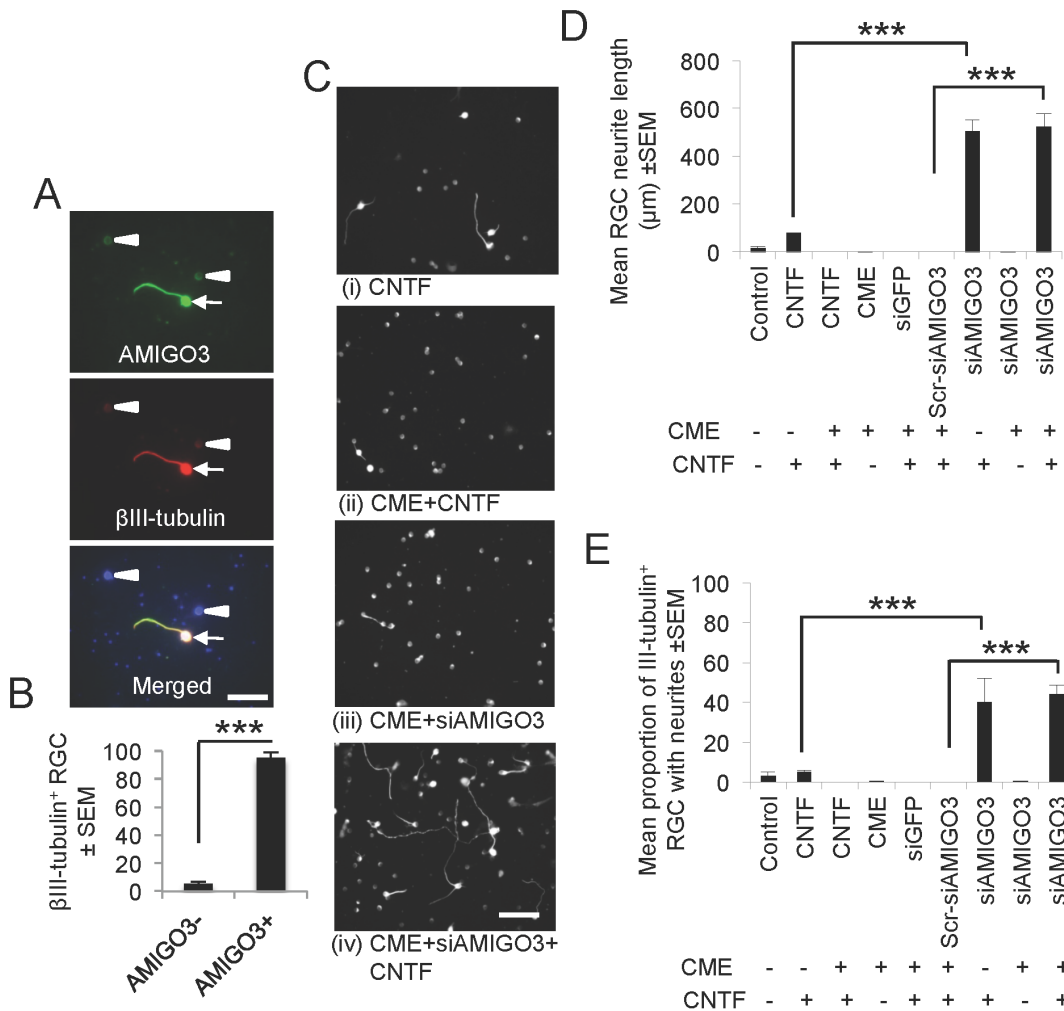 A
AMIGO3
βIII-tubulin
Merged
B
βIII-tubulin⁺ RGC
± SEM
100
80
60
40
20
0
***
AMIGO3-
AMIGO3+
C
(i) CNTF
(ii) CME+CNTF
(iii) CME+siAMIGO3
(iv) CME+siAMIGO3+
CNTF
D
Mean RGC neurite length
(µm) ±SEM
800
600
400
200
0
***
***
Control
CNTF
CNTF
CME
siGFP
Scr-siAMIGO3
siAMIGO3
siAMIGO3
siAMIGO3
CME - - + + + + - + +
CNTF - + + - + + + - +
E
Mean proportion of III-tubulin⁺
RGC with neurites ±SEM
100
80
60
40
20
0
***
***
Control
CNTF
CNTF
CME
siGFP
Scr-siAMIGO3
siAMIGO3
siAMIGO3
siAMIGO3
CME - - + + + + - + +
CNTF - + + - + + + - +